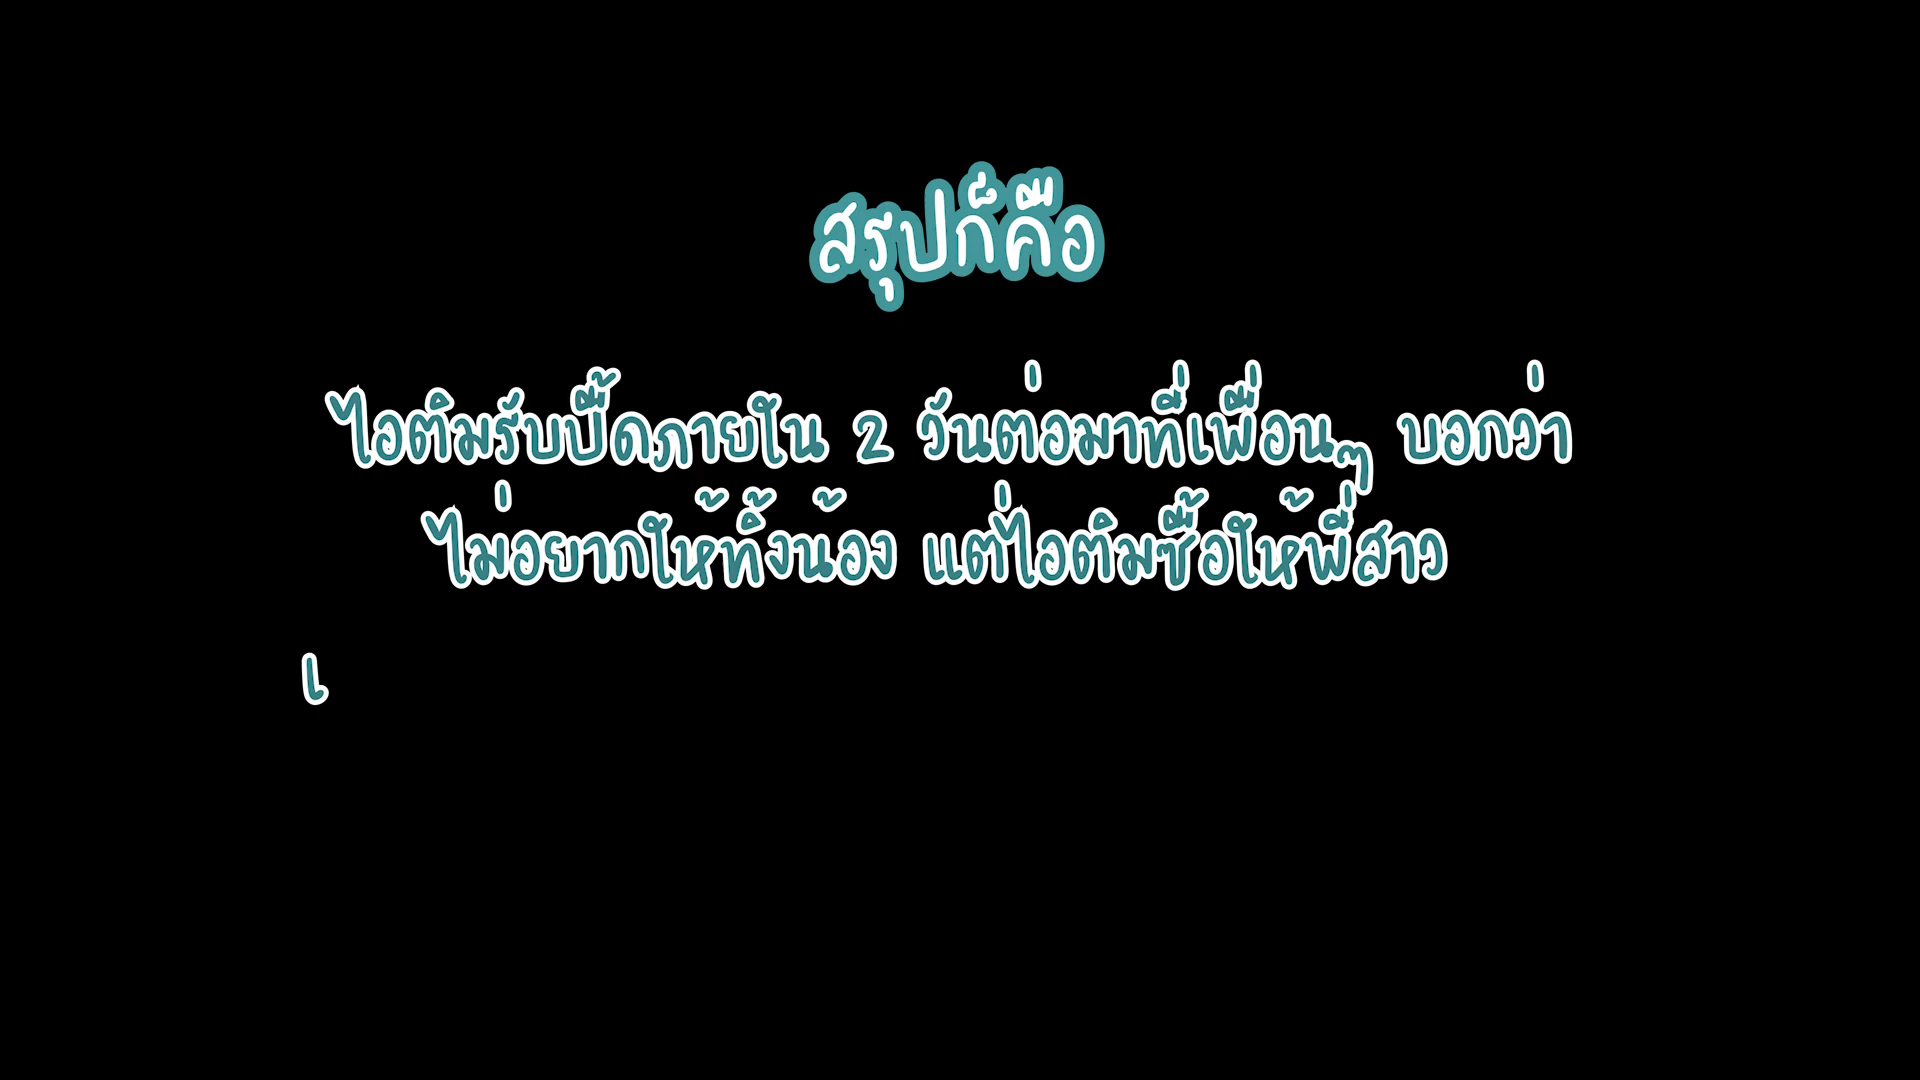 สรุปก็คือ
ไอติมรับปี๊ดภายใน 2 วันต่อมาที่เพื่อนๆ บอกว่า
ไม่อยากให้ทิ้งน้อง แต่ไอติมซื้อให้พี่สาว
เ